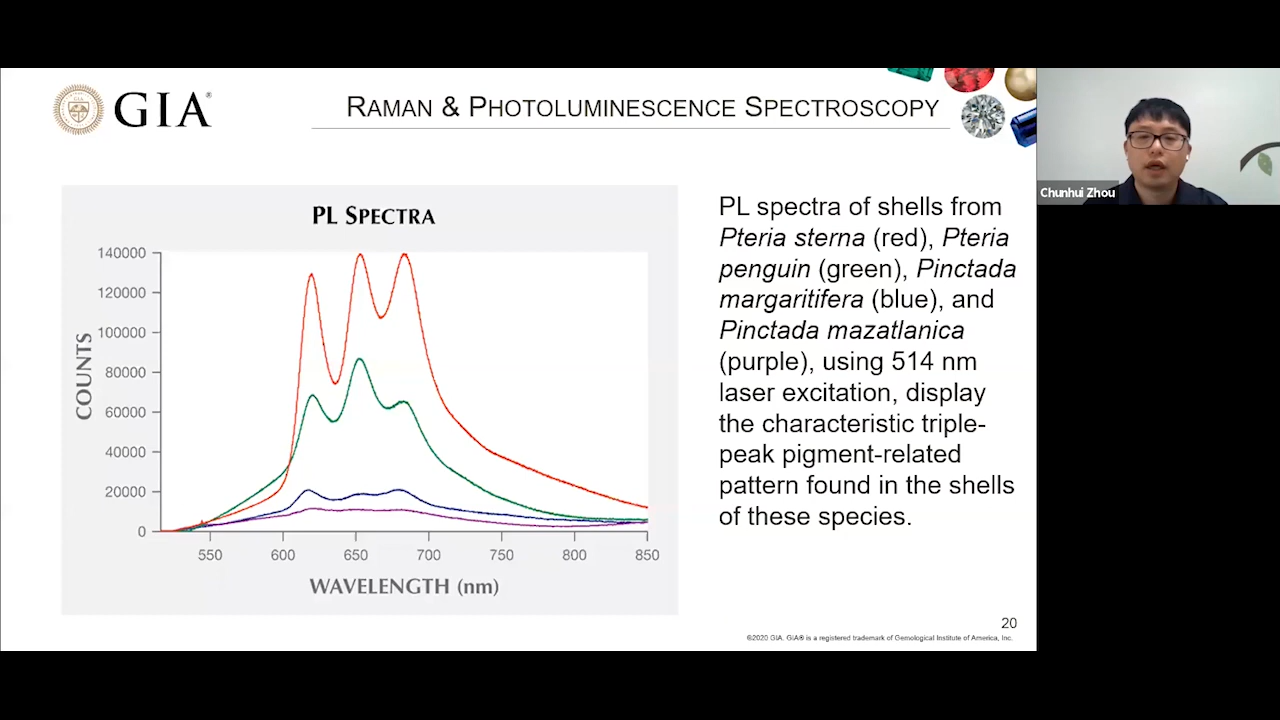 GIA®
RAMAN & PHOTOLUMINESCENCE SPECTROSCOPY
Chunhui Zhou
PL SPECTRA
140000
120000
100000
80000
60000
40000
20000
0
COUNTS
550 600 650 700 750 800 850
WAVELENGTH (nm)
PL spectra of shells from
Pteria sterna (red), Pteria
penguin (green), Pinctada
margaritifera (blue), and
Pinctada mazatlanica
(purple), using 514 nm
laser excitation, display
the characteristic triple-
peak pigment-related
pattern found in the shells
of these species.
20
©2020 GIA. GIA® is a registered trademark of Gemological Institute of America, Inc.